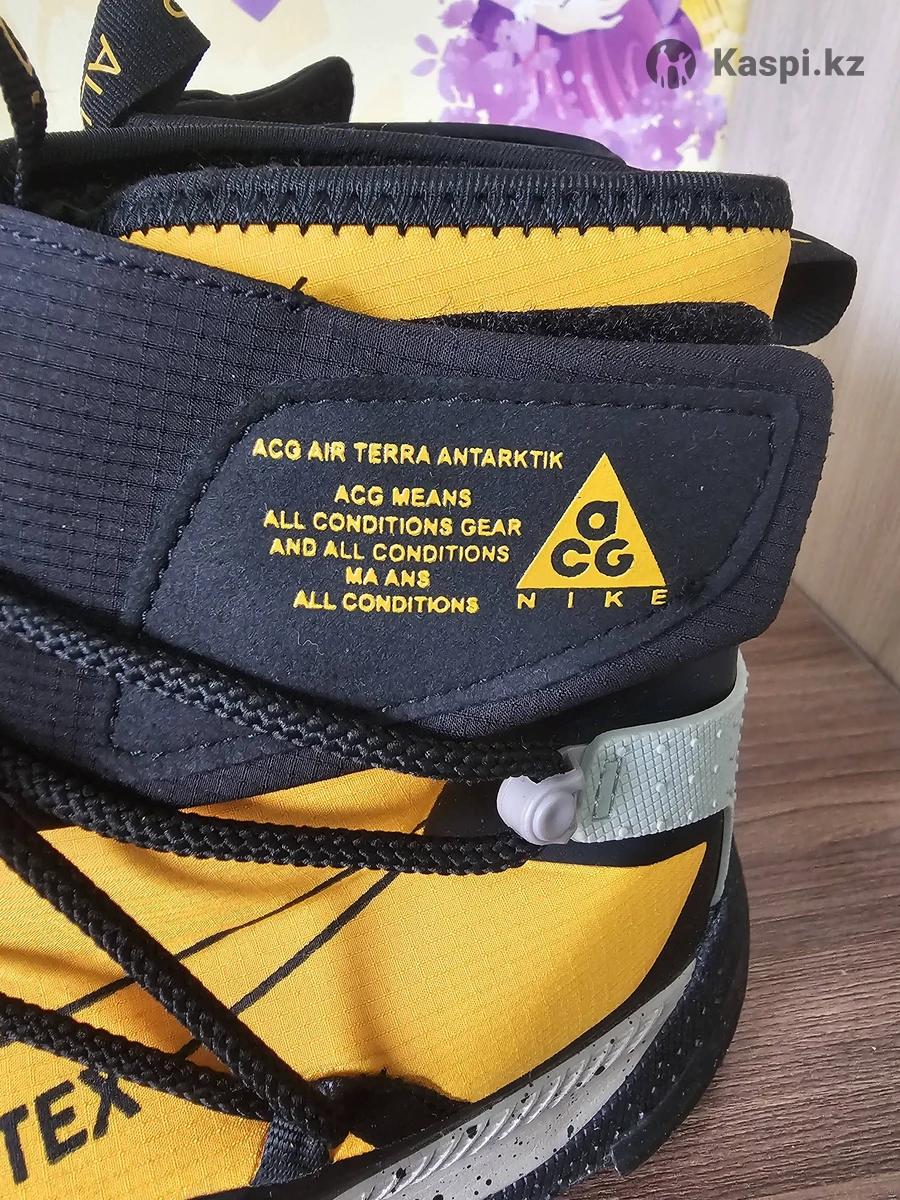 Kaspi.kz
ACG AIR TERRA ANTARKTIK
ACG MEANS
ALL CONDITIONS GEAR
AND ALL CONDITIONS
MA ANS
ALL CONDITIONS
aCG
NIKE
TEX